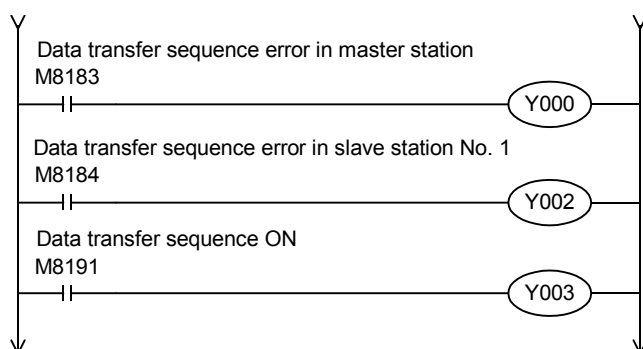 Data transfer sequence error in master station
M8183
Y000
Data transfer sequence error in slave station No. 1
M8184
Y002
Data transfer sequence ON
M8191
Y003